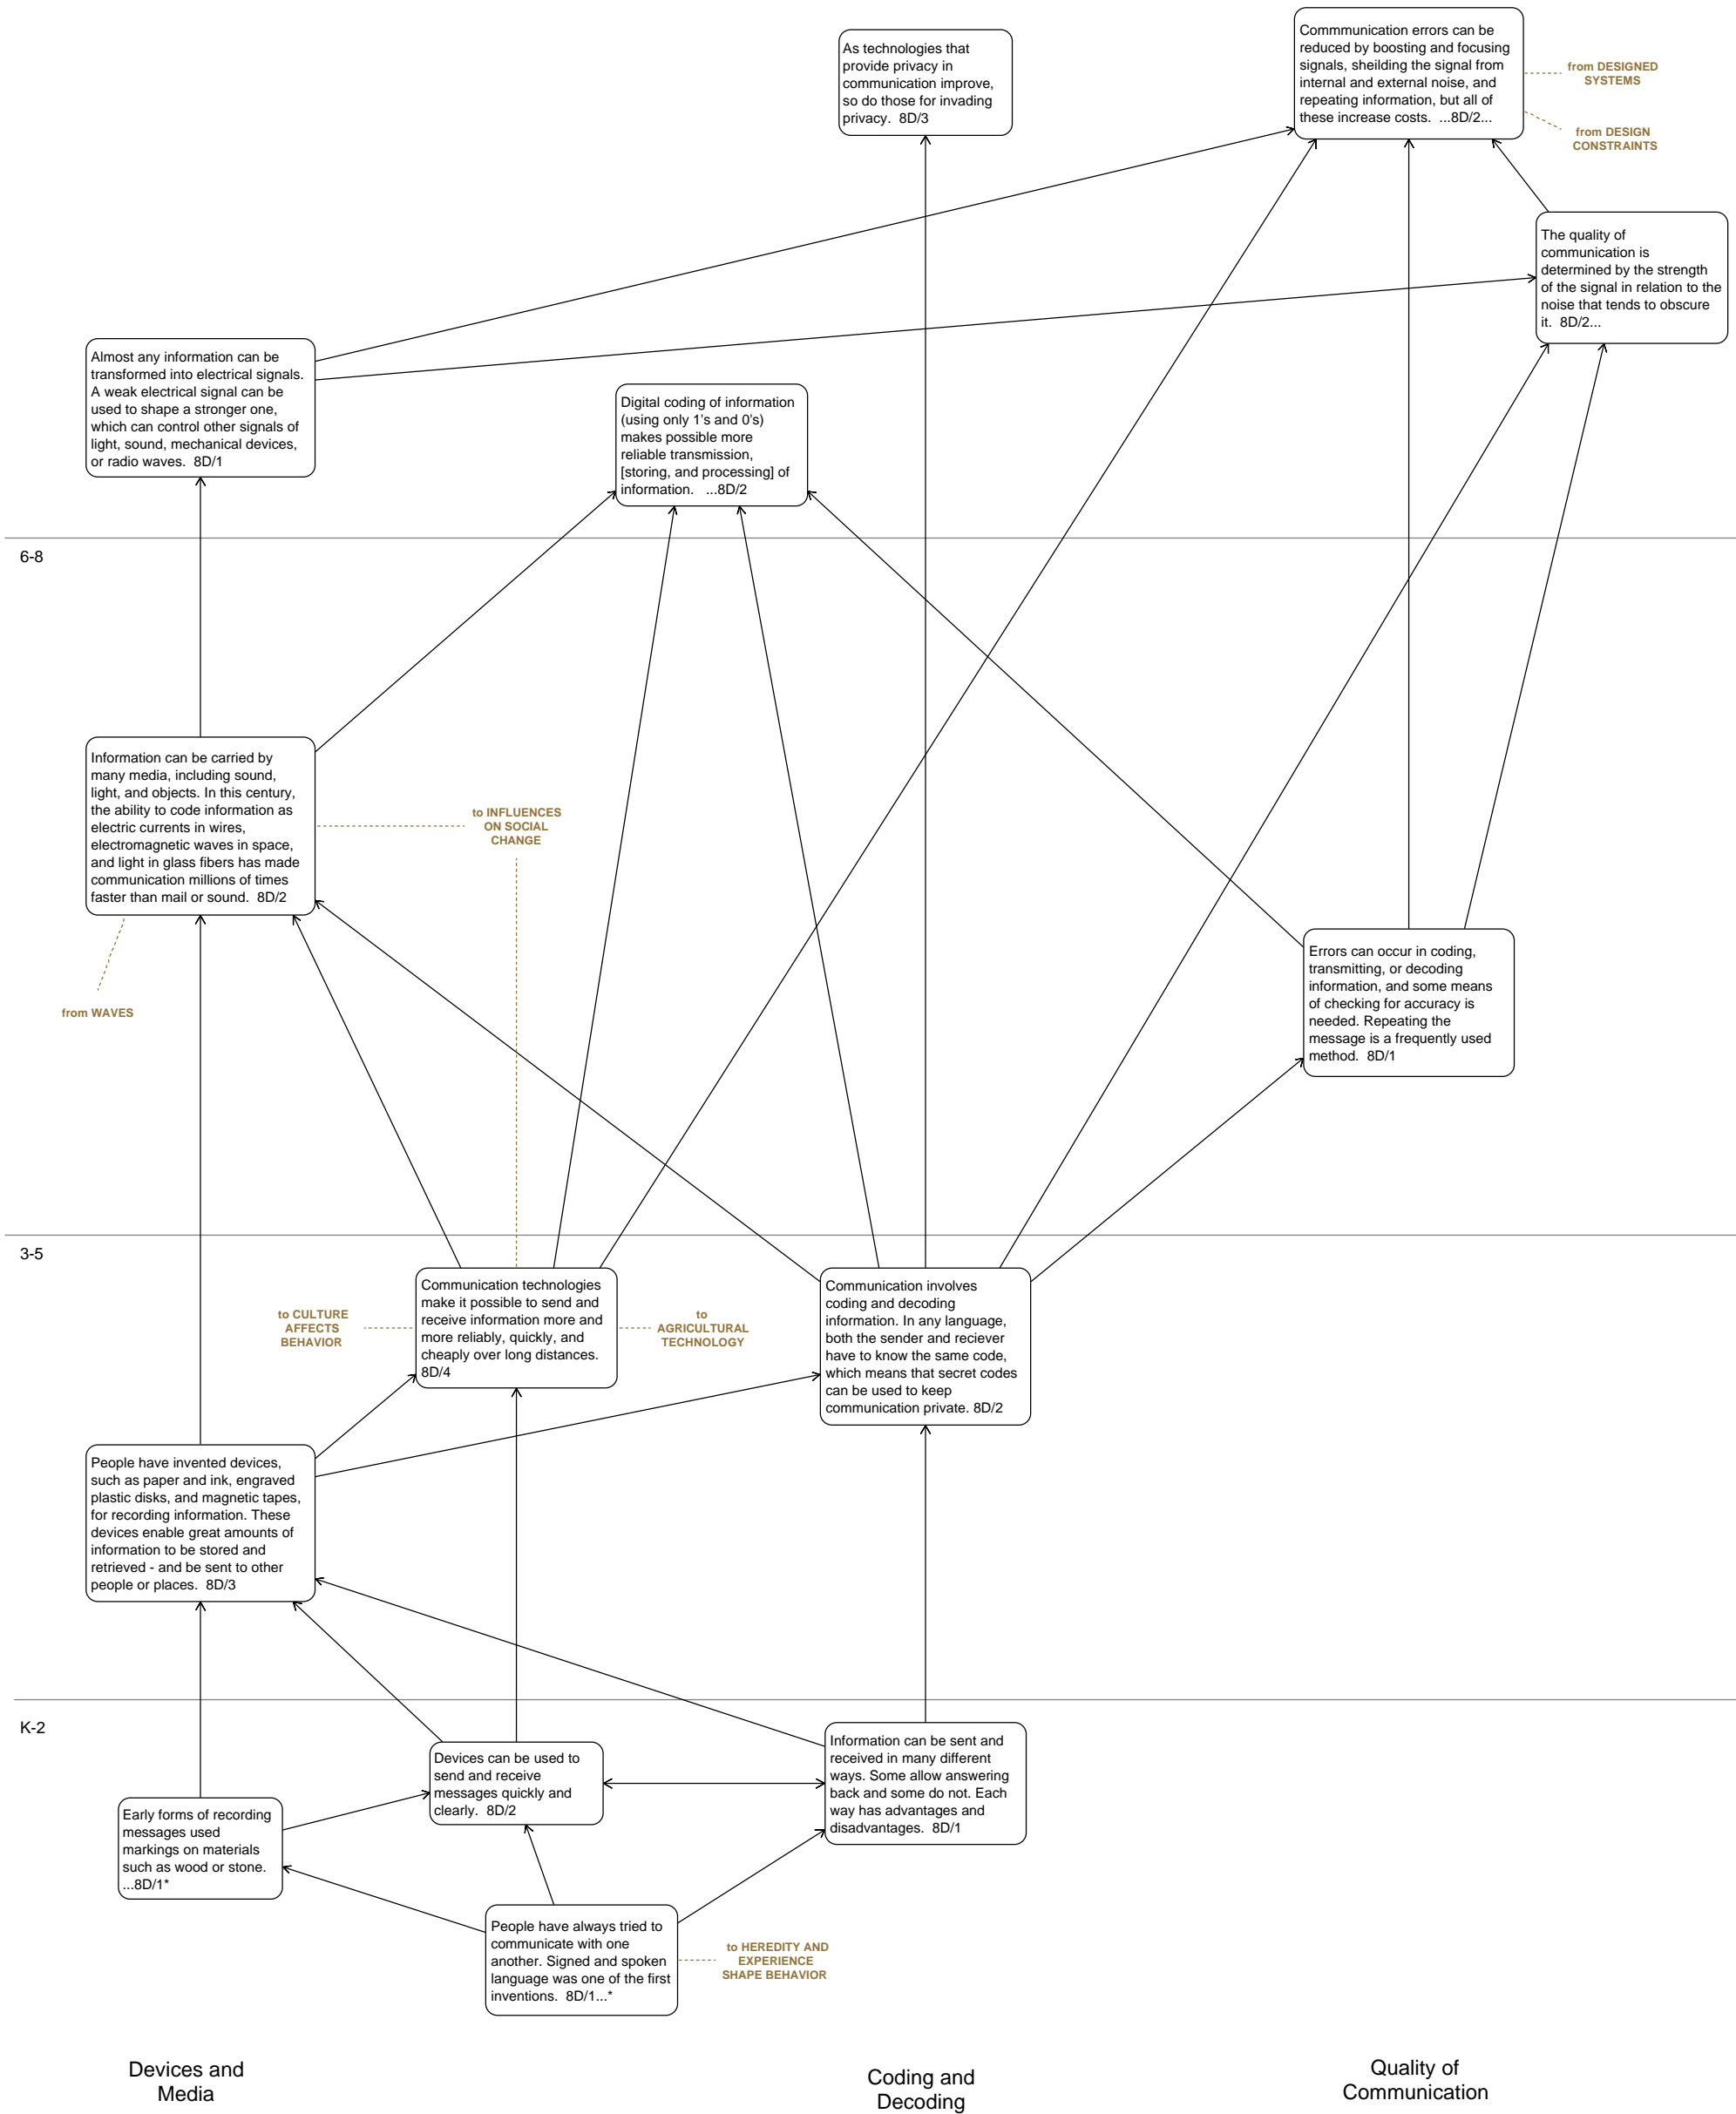 As technologies that
provide privacy in
communication improve,
so do those for invading
privacy.  8D/3
Commmunication errors can be
reduced by boosting and focusing
signals, sheilding the signal from
internal and external noise, and
repeating information, but all of
these increase costs.  ...8D/2...
from DESIGNED
SYSTEMS
from DESIGN
CONSTRAINTS
The quality of
communication is
determined by the strength
of the signal in relation to the
noise that tends to obscure
it.  8D/2...
Almost any information can be
transformed into electrical signals.
A weak electrical signal can be
used to shape a stronger one,
which can control other signals of
light, sound, mechanical devices,
or radio waves.  8D/1
Digital coding of information
(using only 1's and 0's)
makes possible more
reliable transmission,
[storing, and processing] of
information.   ...8D/2
6-8
Information can be carried by
many media, including sound,
light, and objects. In this century,
the ability to code information as
electric currents in wires,
electromagnetic waves in space,
and light in glass fibers has made
communication millions of times
faster than mail or sound.  8D/2
to INFLUENCES
ON SOCIAL
CHANGE
from WAVES
Errors can occur in coding,
transmitting, or decoding
information, and some means
of checking for accuracy is
needed. Repeating the
message is a frequently used
method.  8D/1
3-5
Communication technologies
make it possible to send and
receive information more and
more reliably, quickly, and
cheaply over long distances.
8D/4
to CULTURE
AFFECTS
BEHAVIOR
to
AGRICULTURAL
TECHNOLOGY
Communication involves
coding and decoding
information. In any language,
both the sender and reciever
have to know the same code,
which means that secret codes
can be used to keep
communication private. 8D/2
People have invented devices,
such as paper and ink, engraved
plastic disks, and magnetic tapes,
for recording information. These
devices enable great amounts of
information to be stored and
retrieved - and be sent to other
people or places.  8D/3
K-2
Devices can be used to
send and receive
messages quickly and
clearly.  8D/2
Information can be sent and
received in many different
ways. Some allow answering
back and some do not. Each
way has advantages and
disadvantages.  8D/1
Early forms of recording
messages used
markings on materials
such as wood or stone.
...8D/1*
People have always tried to
communicate with one
another. Signed and spoken
language was one of the first
inventions.  8D/1...*
to HEREDITY AND
EXPERIENCE
SHAPE BEHAVIOR
Devices and
Media
Coding and
Decoding
Quality of
Communication